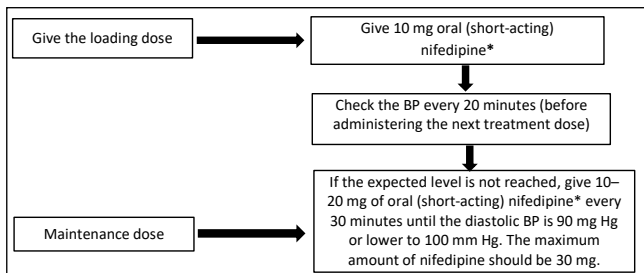 Give the loading dose
Give 10 mg oral (short-acting)
nifedipine*
Check the BP every 20 minutes (before
administering the next treatment dose)
If the expected level is not reached, give 10–
20 mg of oral (short-acting) nifedipine* every
30 minutes until the diastolic BP is 90 mg Hg
or lower to 100 mm Hg. The maximum
amount of nifedipine should be 30 mg.
Maintenance dose